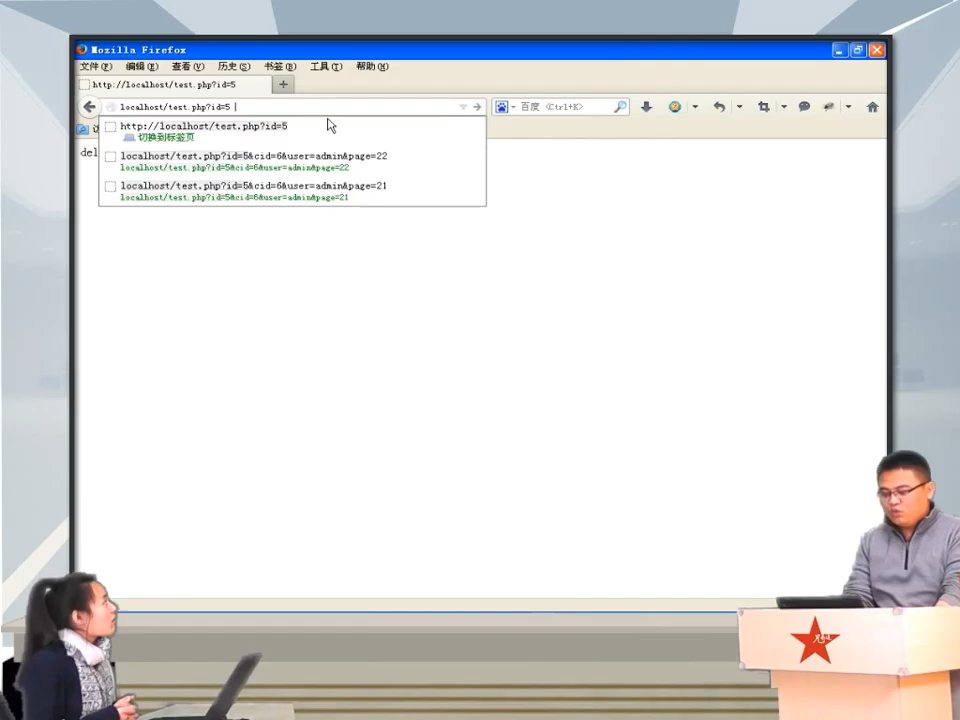 Mozilla Firefox
文件(F) 编辑(E) 查看(V) 历史(S) 书签(B) 工具(T) 帮助(H)
http://localhost/test.php?id=5
localhost/test.php?id=5
百度 <Ctrl+K>
http://localhost/test.php?id=5
切换到标签页
del
localhost/test.php?id=5&cid=6&user=admin&page=22
localhost/test.php?id=5&cid=6&user=admin&page=22
localhost/test.php?id=5&cid=6&user=admin&page=21
localhost/test.php?id=5&cid=6&user=admin&page=21